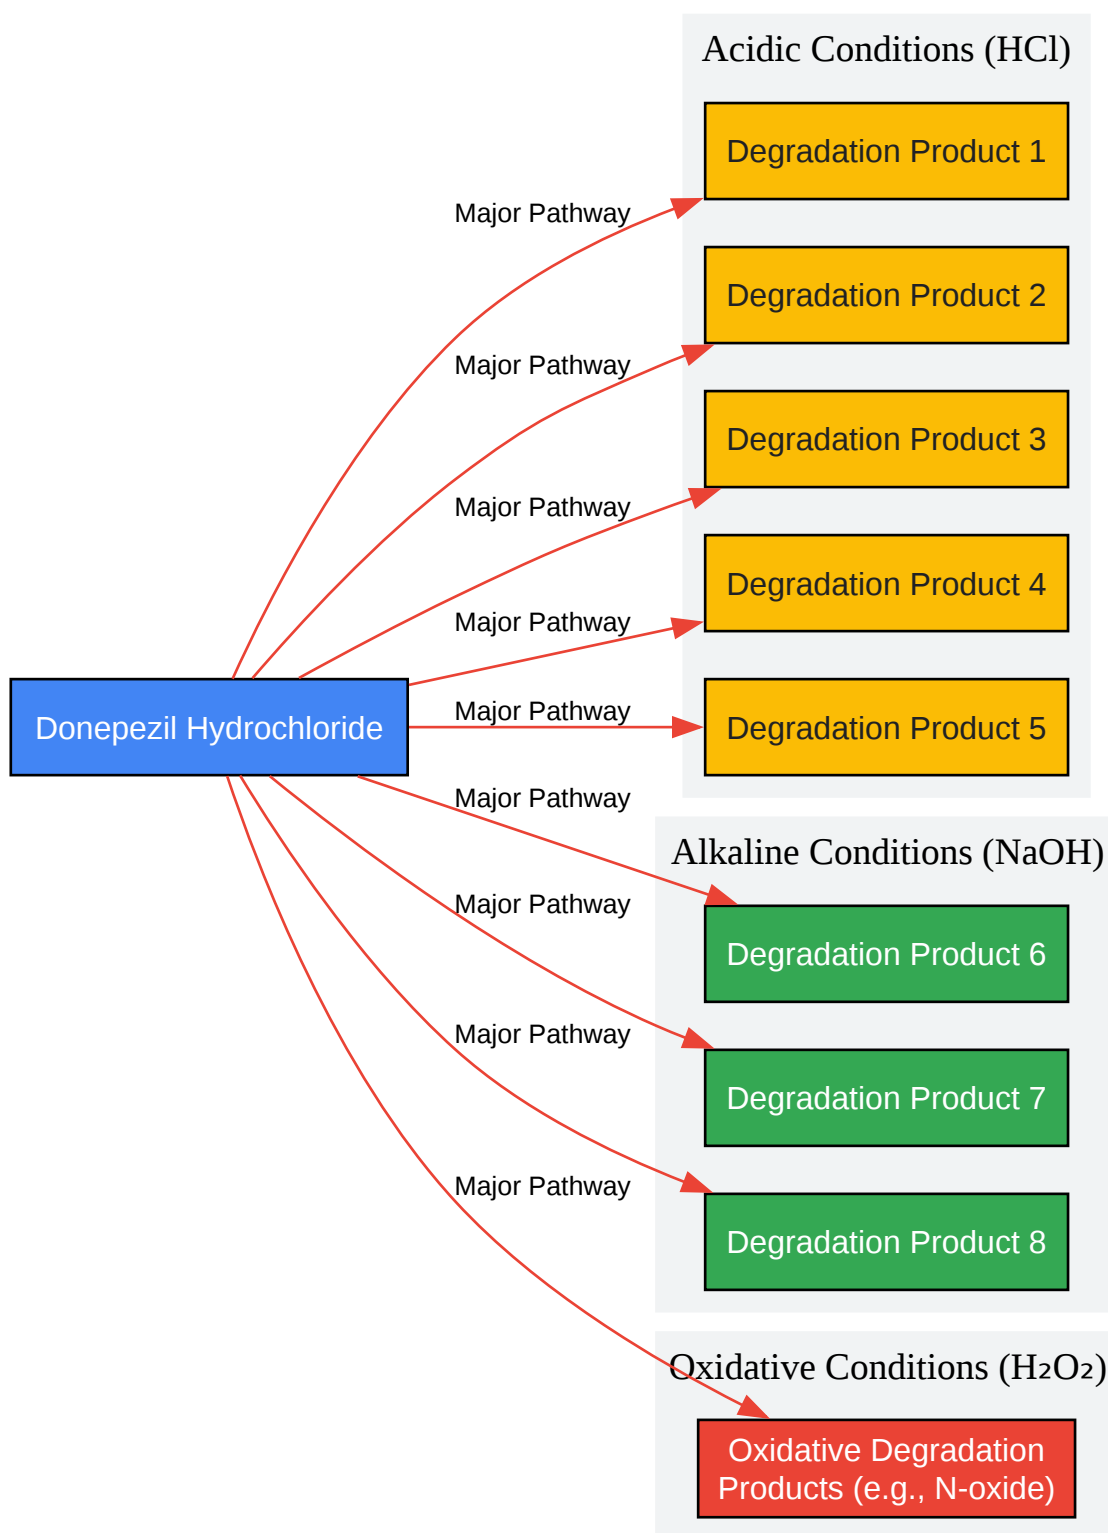 Acidic Conditions (HCl)
Degradation Product 1
Major Pathway
Degradation Product 2
Major Pathway
Degradation Product 3
Major Pathway
Degradation Product 4
Major Pathway
Donepezil Hydrochloride
Major Pathway
Degradation Product 5
Major Pathway
Alkaline Conditions (NaOH)
Major Pathway
Degradation Product 6
Major Pathway
Degradation Product 7
Major Pathway
Degradation Product 8
Oxidative Conditions (H₂O₂)
Oxidative Degradation
Products (e.g., N-oxide)